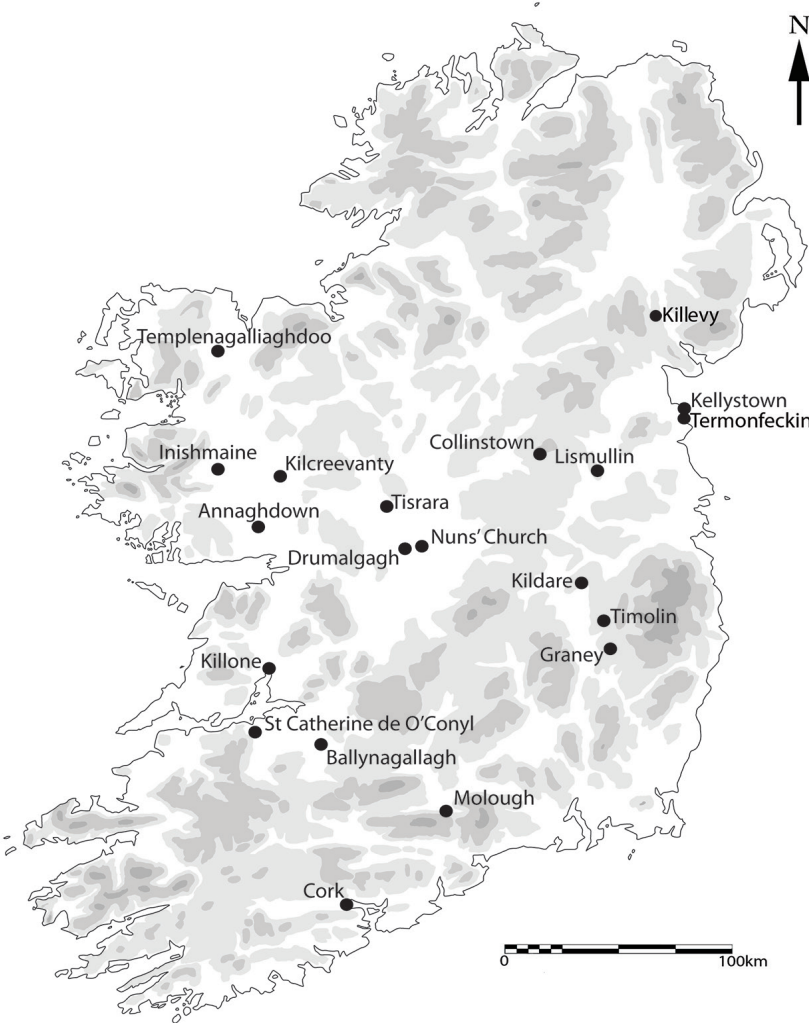 N
Killevy
Templenagalliaghdoo
Kellystown
Termonfeckin
Collinstown
Lismullin
Inishmaine
Kilcreevanty
Tisrara
Annaghdown
Nuns' Church
Drumalgagh
Kildare
Timolin
Graney
Killone
St Catherine de O'Conyl
Ballynagallagh
Molough
Cork
0
100km